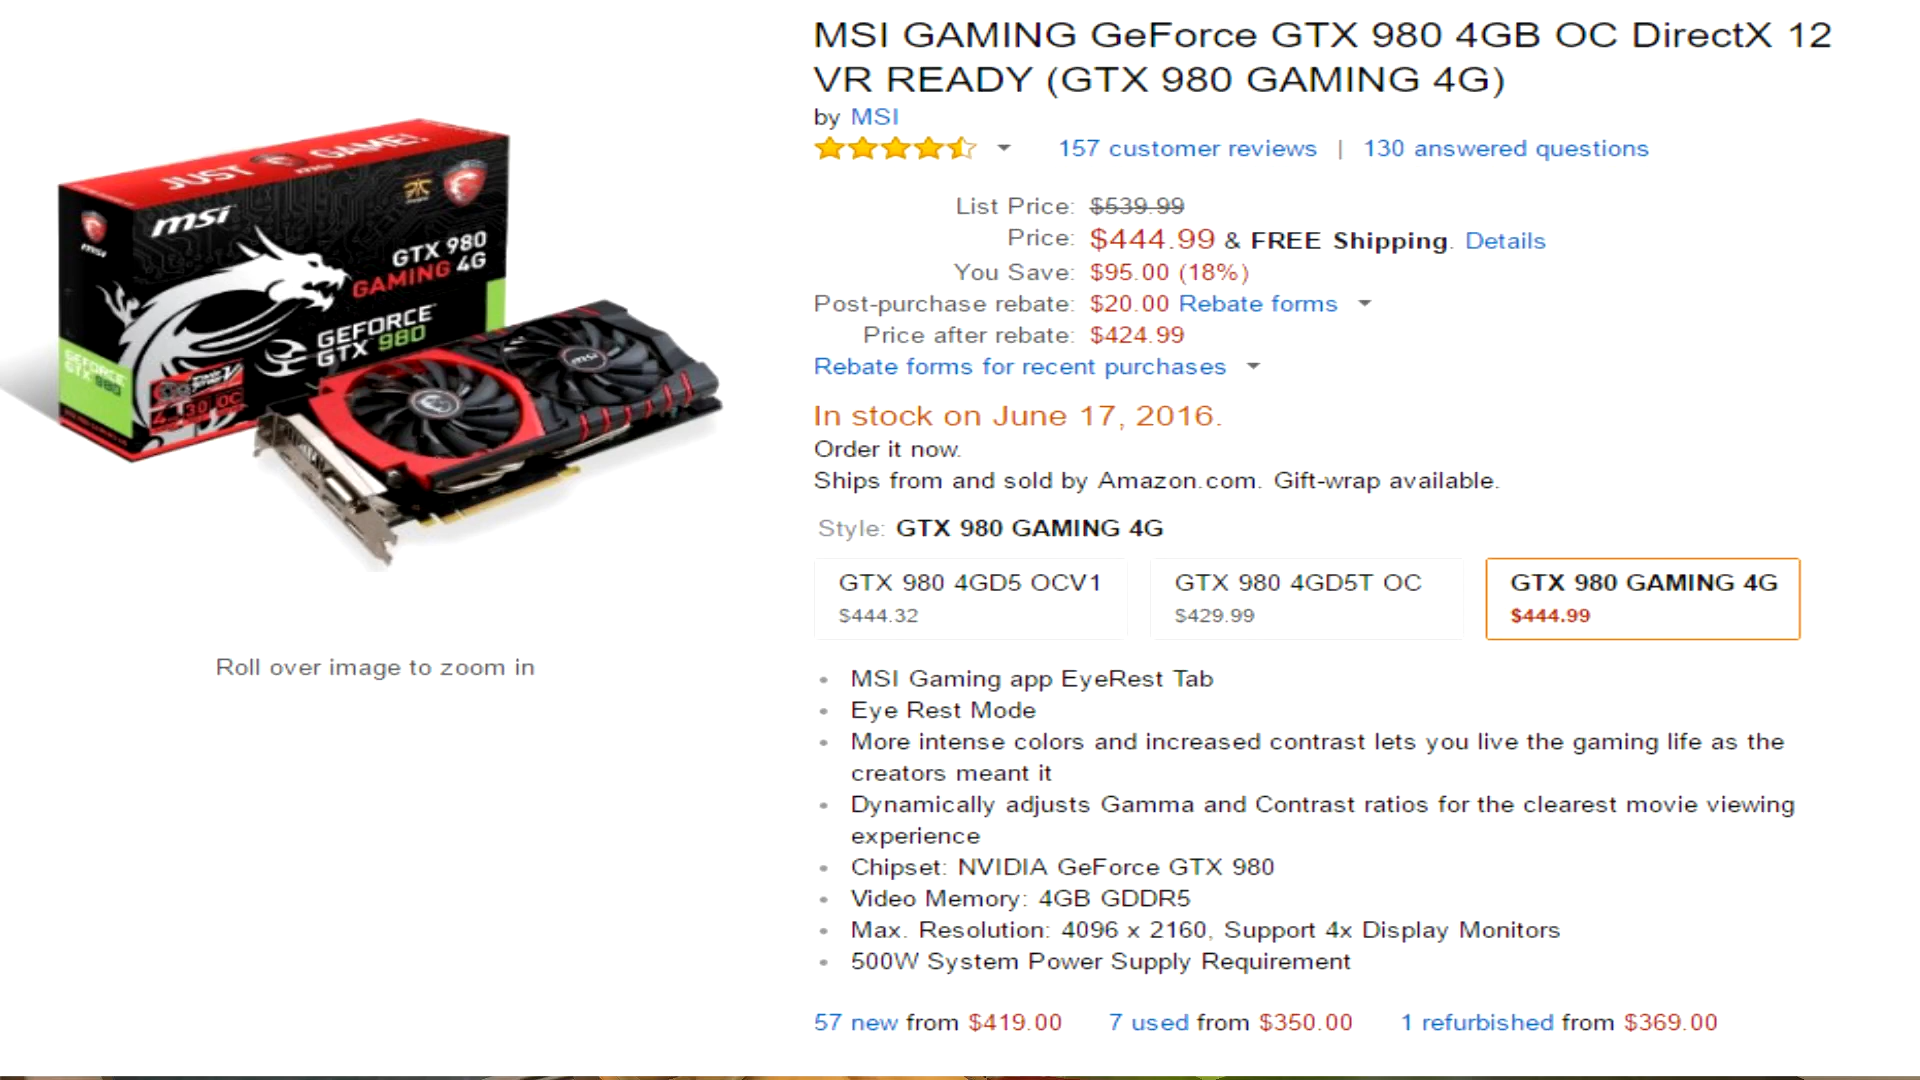 MSI GAMING GeForce GTX 980 4GB OC DirectX 12
VR READY (GTX 980 GAMING 4G)
by MSI
157 customer reviews | 130 answered questions
List Price: $539.99
Price: $444.99 & FREE Shipping. Details
You Save: $95.00 (18%)
Post-purchase rebate: $20.00 Rebate forms
Price after rebate: $424.99
Rebate forms for recent purchases
In stock on June 17, 2016.
Order it now.
Ships from and sold by Amazon.com. Gift-wrap available.
Style: GTX 980 GAMING 4G
GTX 980 4GD5 OCV1
$444.32
GTX 980 4GD5T OC
$429.99
GTX 980 GAMING 4G
$444.99
MSI Gaming app EyeRest Tab
Eye Rest Mode
More intense colors and increased contrast lets you live the gaming life as the
creators meant it
Dynamically adjusts Gamma and Contrast ratios for the clearest movie viewing
experience
Chipset: NVIDIA GeForce GTX 980
Video Memory: 4GB GDDR5
Max. Resolution: 4096 x 2160, Support 4x Display Monitors
500W System Power Supply Requirement
57 new from $419.00
7 used from $350.00
1 refurbished from $369.00
JUST GAME!
msi
GTX 980
GAMING 4G
GEFORCE
GTX 980
GEFORCE
GTX 980
OC
msi
Roll over image to zoom in